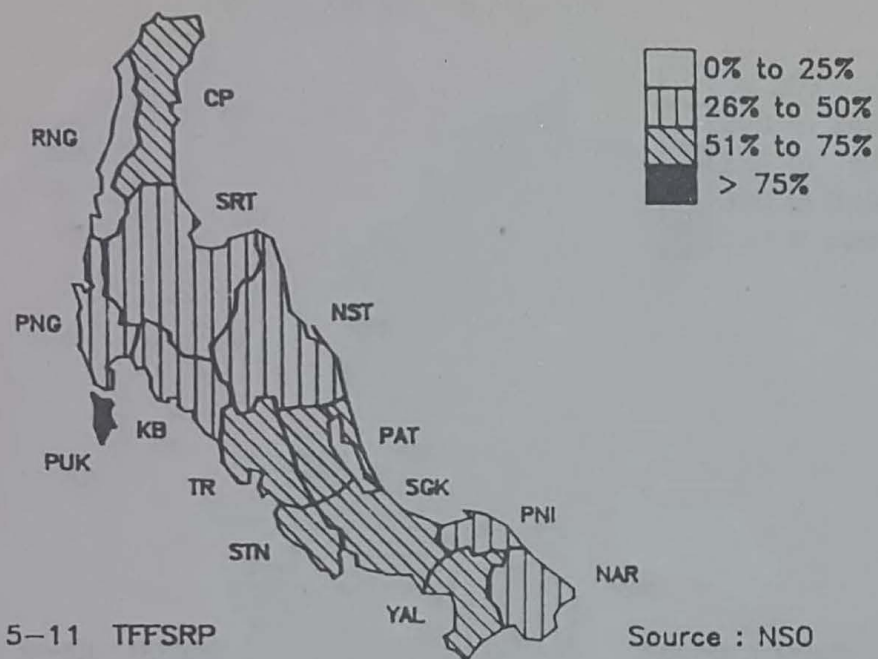 0% to 25%
26% to 50%
51% to 75%
> 75%
CP
RNG
SRT
PNG
NST
KB
PUK
PAT
TR
SGK
PNI
STN
NAR
YAL
5-11 TFFSRP
Source : NSO